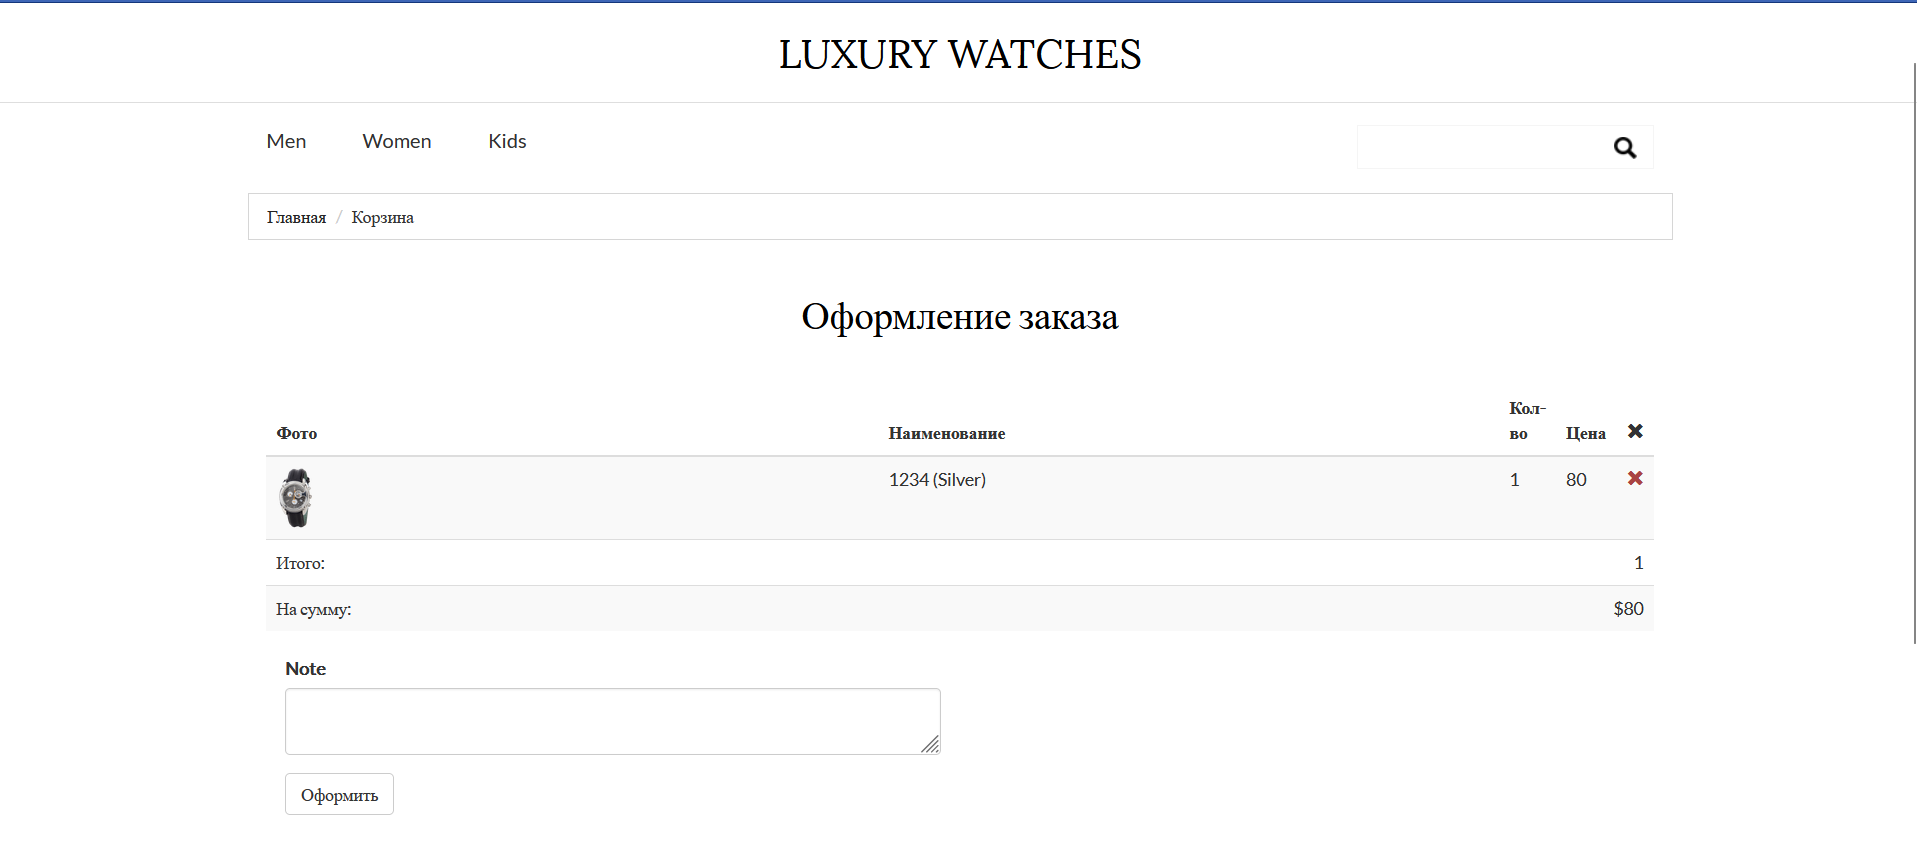 LUXURY WATCHES
Men Women Kids
Главная / Корзина
Оформление заказа
Фото Наименование Кол-
во Цена
1234 (Silver) 1 80
Итого: 1
На сумму: $80
Note
Оформить